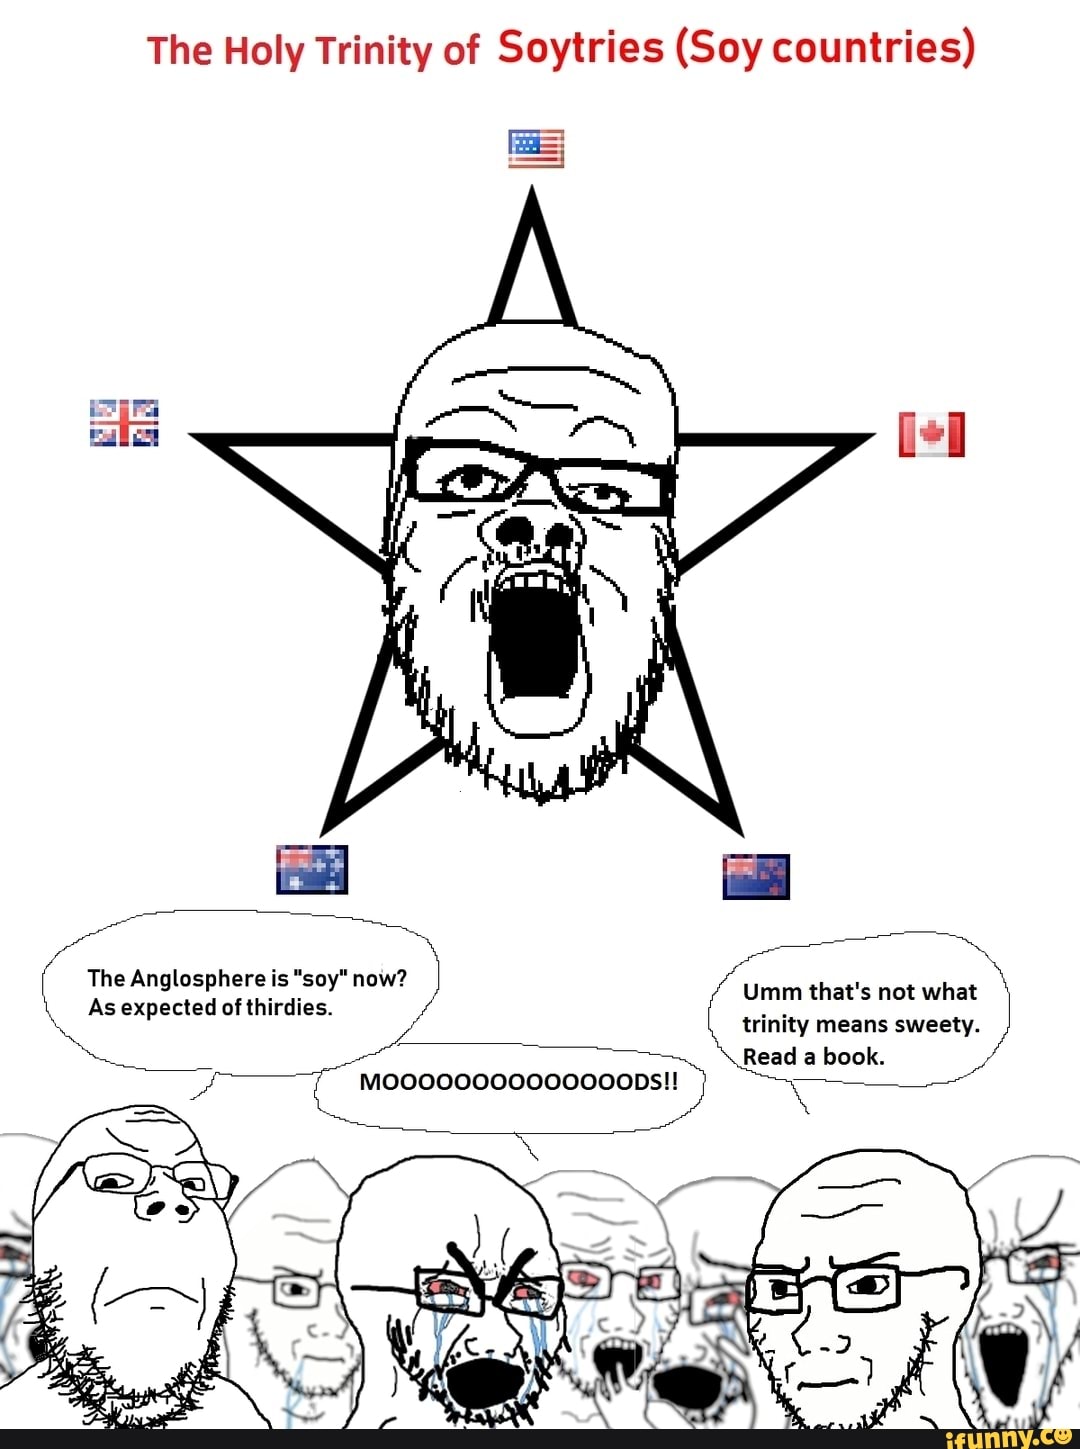 The Holy Trinity of Soytries (Soy countries)
The Anglosphere is "soy" now?
As expected of thirdies.
Umm that's not what
trinity means sweety.
Read a book.
MOOOOOOOOOOOOOODS!!
ifunny.co